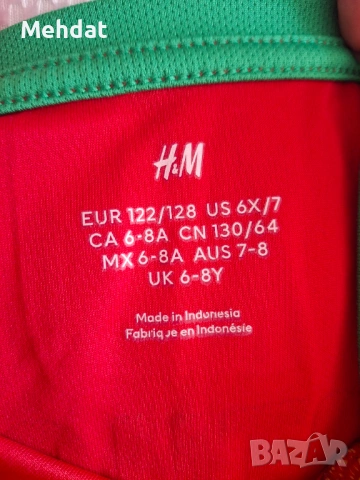 Mehdat
H&M
EUR 122/128 US 6X/7
CA 6-8A CN 130/64
MX 6-8A AUS 7-8
UK 6-8Y
Made in Indonesia
Fabriqué en Indonésie
BAZAR